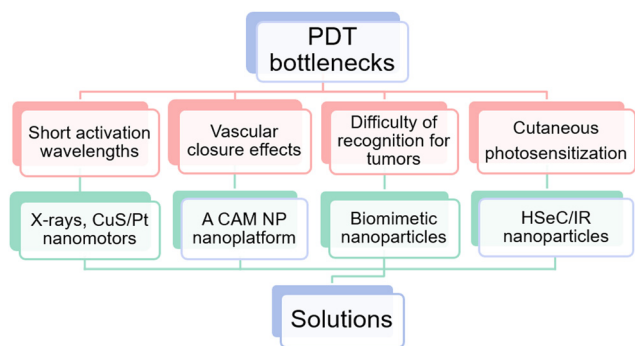 PDT
bottlenecks
Short activation
wavelengths
Vascular
closure effects
Difficulty of
recognition for
tumors
Cutaneous
photosensitization
X-rays, CuS/Pt
nanomotors
A CAM NP
nanoplatform
Biomimetic
nanoparticles
HSeC/IR
nanoparticles
Solutions